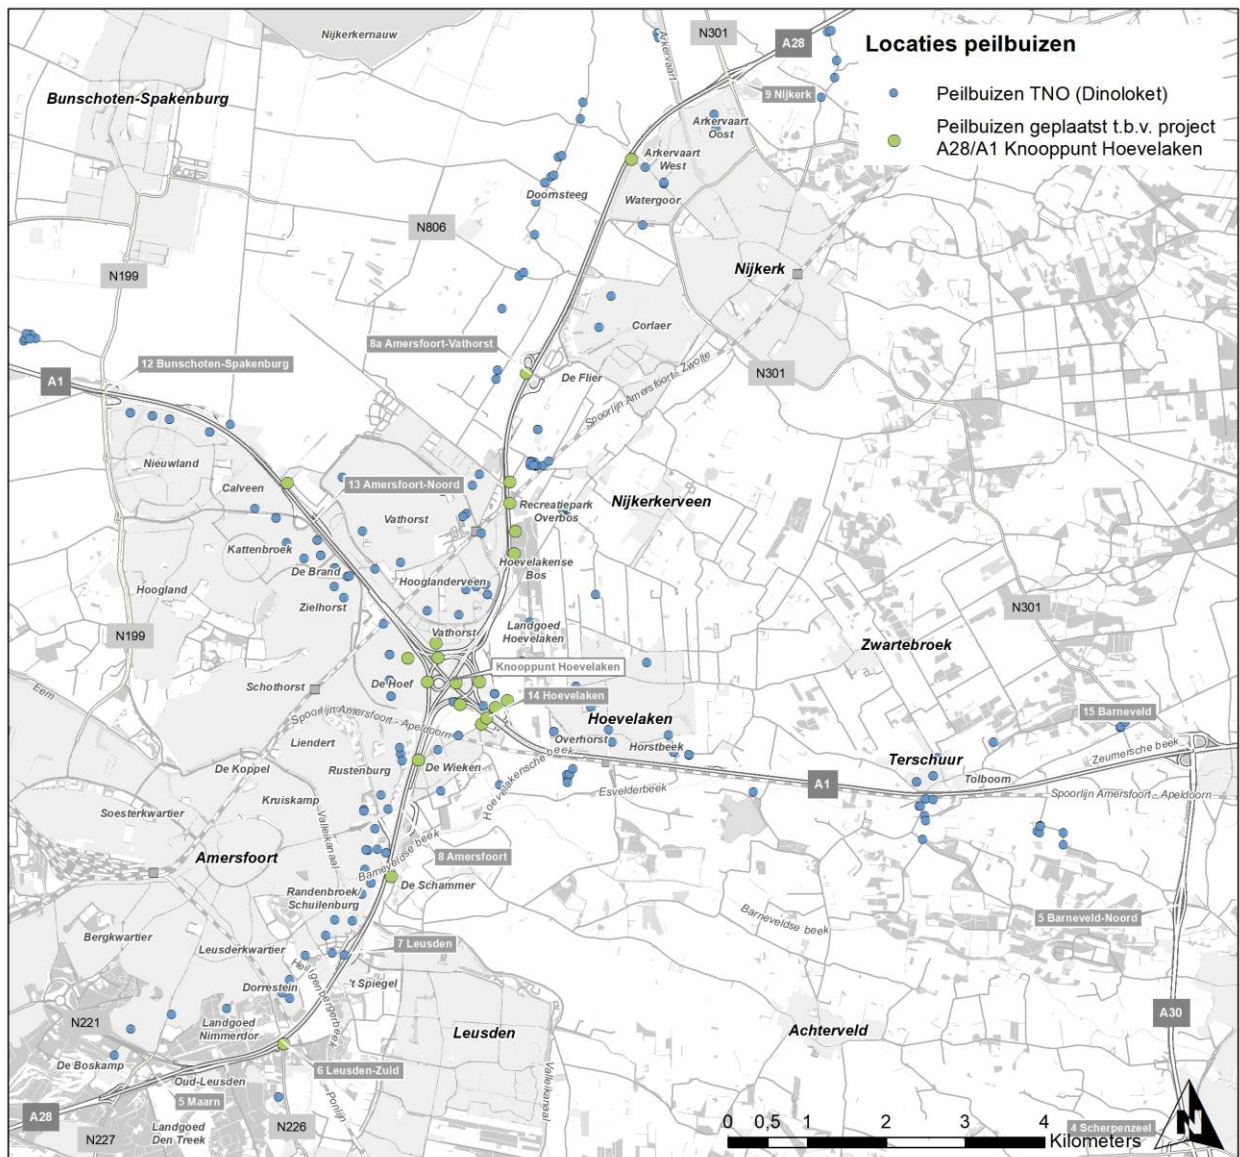 Nijkerkernauw
Arkervaart
N301
A28
Locaties peilbuizen
Peilbuizen TNO (Dinoloket)
Peilbuizen geplaatst t.b.v. project
A28/A1 Knooppunt Hoevelaken
Bunschoten-Spakenburg
9 Nijkerk
Arkervaart
Oost
Arkervaart
West
Doornsteeg
Watergoor
N806
N199
Nijkerk
Corlaer
8a Amersfoort-Vathorst
12 Bunschoten-Spakenburg
A1
De Flier
Spoorlijn Amersfoort - Zwolle
N301
Nieuwland
Calveen
13 Amersfoort-Noord
Vathorst
Recreatiepark
Overbos
Nijkerkerveen
Kattenbroek
De Brand
Hooglanderveen
Hoevelakense
Bos
Hoogland
Zielhorst
N301
N199
Vathorst
Landgoed
Hoevelaken
Zwartebroek
Knooppunt Hoevelaken
Eem
Schothorst
De Hoef
14 Hoevelaken
Hoevelaken
15 Barneveld
Spoorlijn Amersfoort - Apeldoorn
Liendert
Overhorst
Horstbeek
Zeumersche beek
Terschuur
De Koppel
Rustenburg
De Wieken
Hoevelakensche beek
Esvelderbeek
A1
Tolboom
Spoorlijn Amersfoort - Apeldoorn
Soesterkwartier
Kruiskamp
Valleikanaal
Barneveldse beek
Amersfoort
8 Amersfoort
De Schammer
Randenbroek/
Schuilenburg
Barneveldse beek
5 Barneveld-Noord
Bergkwartier
Leusderkwartier
7 Leusden
Heiligenbergerbeek
't Spiegel
Dorrestein
N221
Landgoed
Nimmerdor
Leusden
Achterveld
A30
De Boskamp
Oud-Leusden
6 Leusden-Zuid
5 Maarn
Ponlijn
Valleikanaal
A28
N227
Landgoed
Den Treek
N226
0 0,5 1 2 3 4
Kilometers
4 Scherpenzeel
N